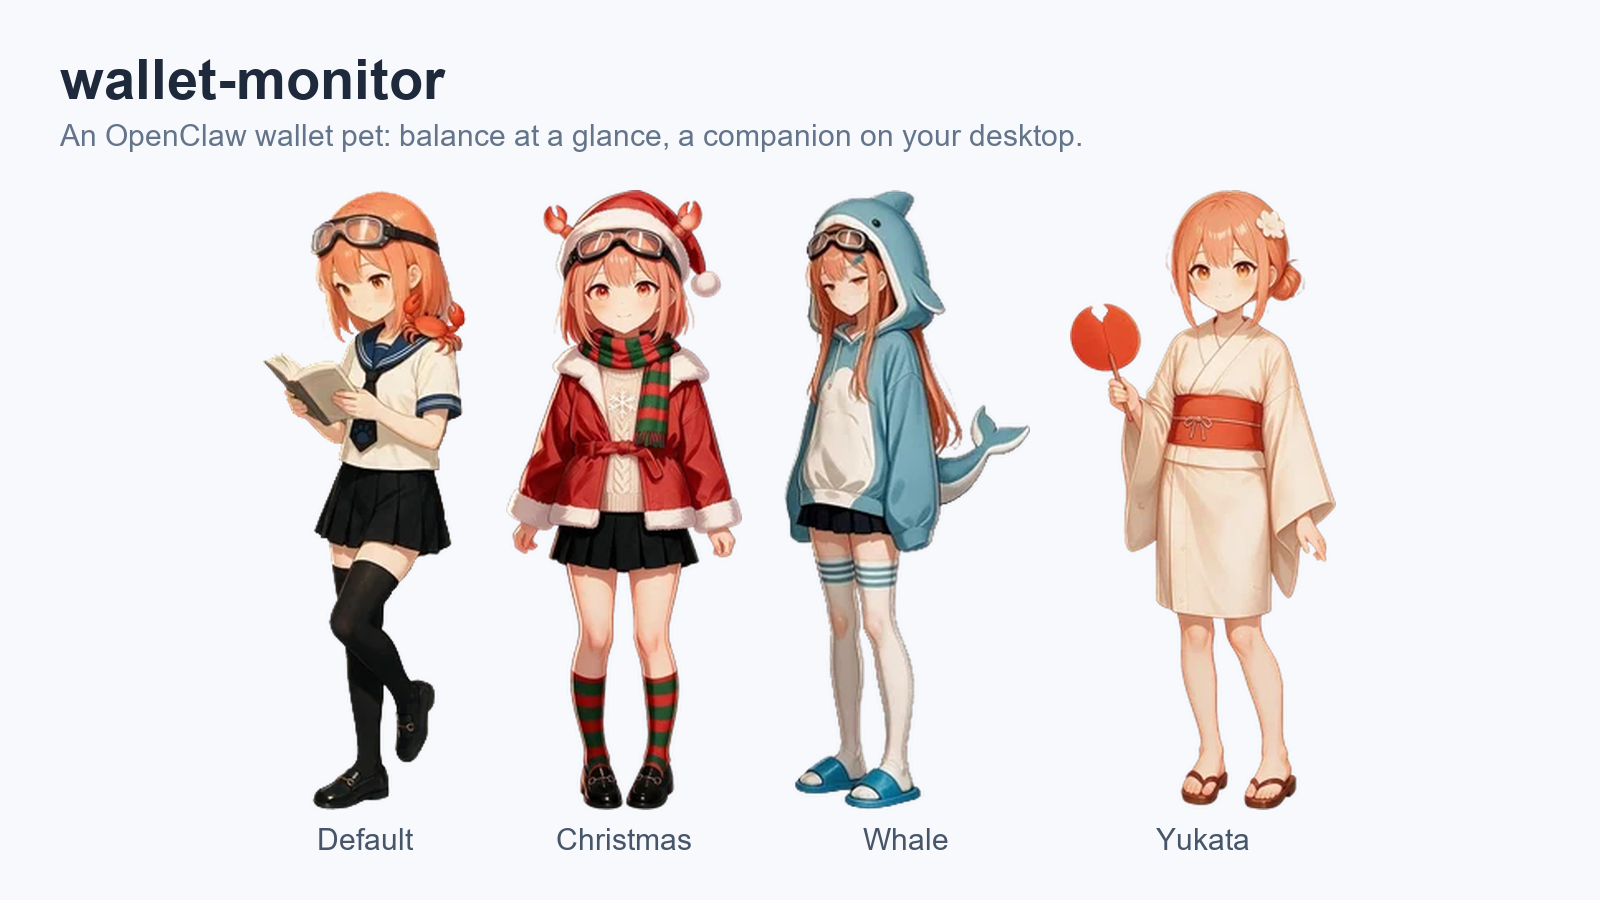 wallet-monitor
An OpenClaw wallet pet: balance at a glance, a companion on your desktop.
Default
Christmas
Whale
Yukata